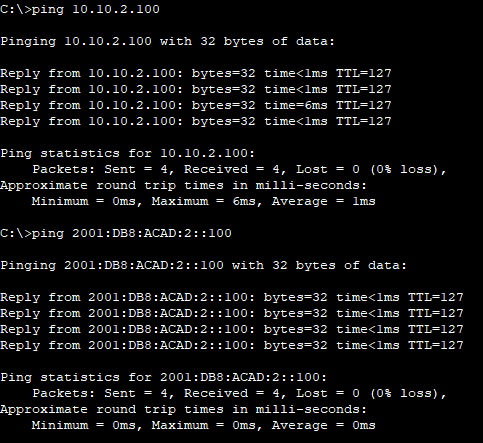 C:\>ping 10.10.2.100
Pinging 10.10.2.100 with 32 bytes of data:
Reply from 10.10.2.100: bytes=32 time<1ms TTL=127
Reply from 10.10.2.100: bytes=32 time<1ms TTL=127
Reply from 10.10.2.100: bytes=32 time=6ms TTL=127
Reply from 10.10.2.100: bytes=32 time<1ms TTL=127
Ping statistics for 10.10.2.100:
    Packets: Sent = 4, Received = 4, Lost = 0 (0% loss),
Approximate round trip times in milli-seconds:
    Minimum = 0ms, Maximum = 6ms, Average = 1ms
C:\>ping 2001:DB8:ACAD:2::100
Pinging 2001:DB8:ACAD:2::100 with 32 bytes of data:
Reply from 2001:DB8:ACAD:2::100: bytes=32 time<1ms TTL=127
Reply from 2001:DB8:ACAD:2::100: bytes=32 time<1ms TTL=127
Reply from 2001:DB8:ACAD:2::100: bytes=32 time<1ms TTL=127
Reply from 2001:DB8:ACAD:2::100: bytes=32 time<1ms TTL=127
Ping statistics for 2001:DB8:ACAD:2::100:
    Packets: Sent = 4, Received = 4, Lost = 0 (0% loss),
Approximate round trip times in milli-seconds:
    Minimum = 0ms, Maximum = 0ms, Average = 0ms